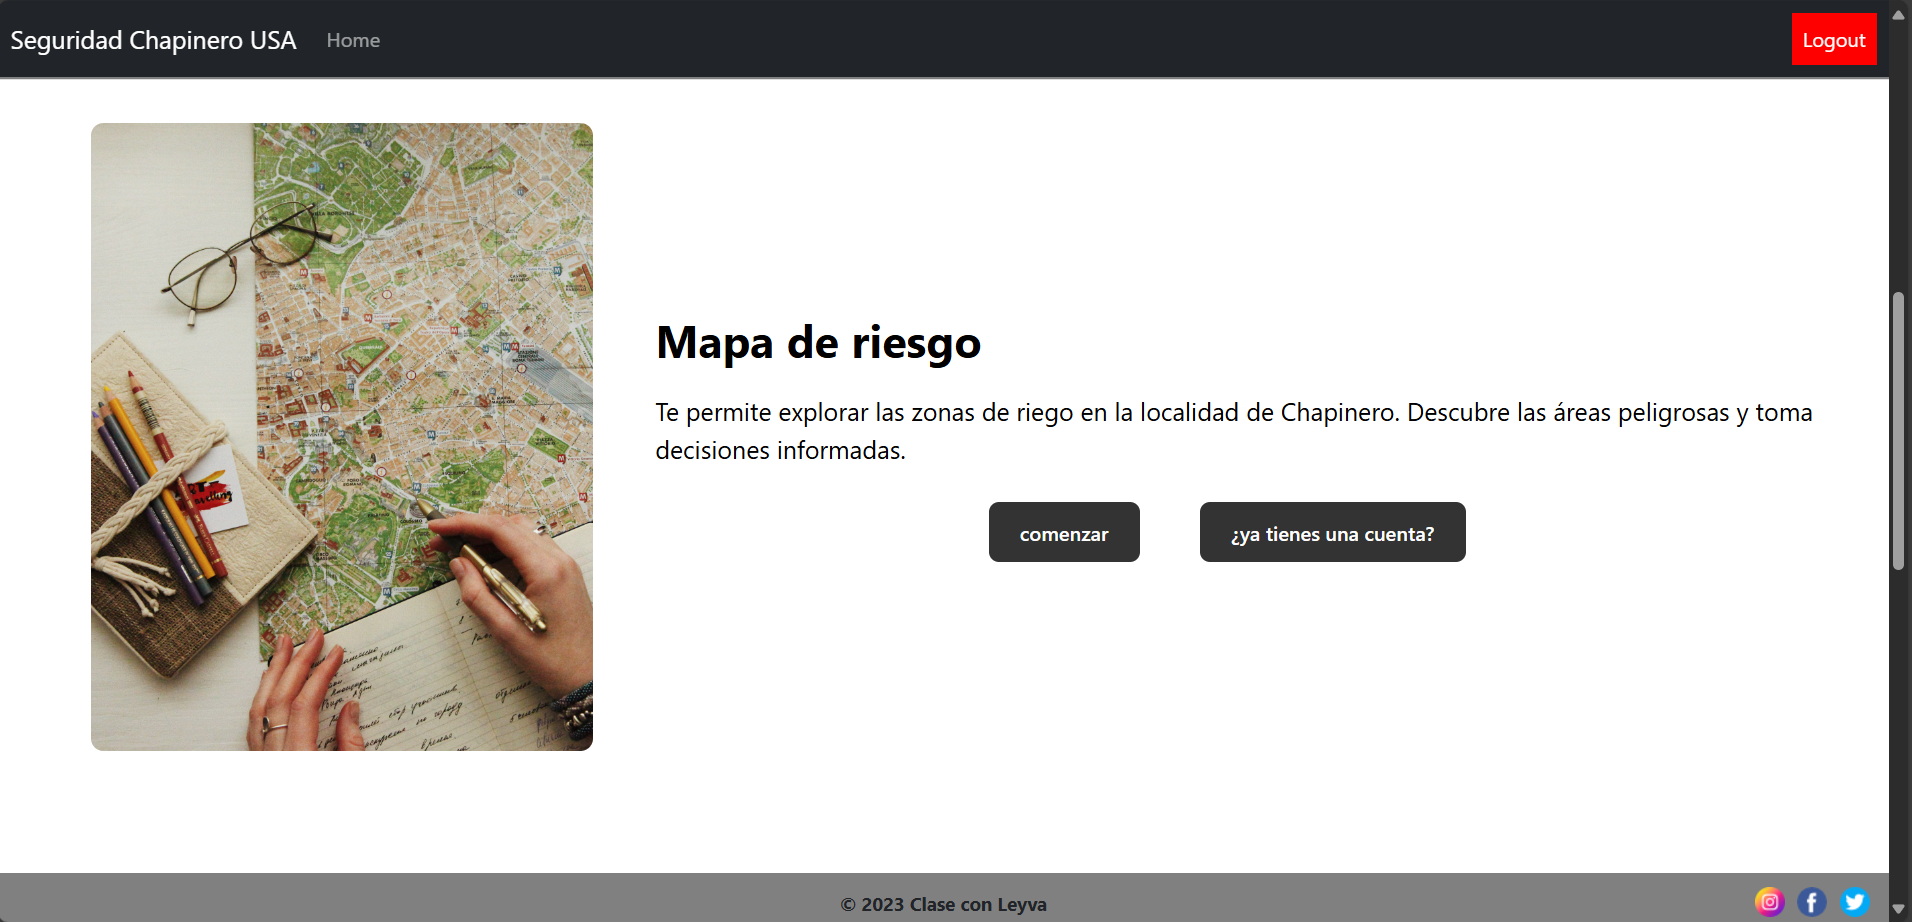 Seguridad Chapinero USA
Home
Logout
Mapa de riesgo
Te permite explorar las zonas de riego en la localidad de Chapinero. Descubre las áreas peligrosas y toma
decisiones informadas.
comenzar
¿ya tienes una cuenta?
© 2023 Clase con Leyva